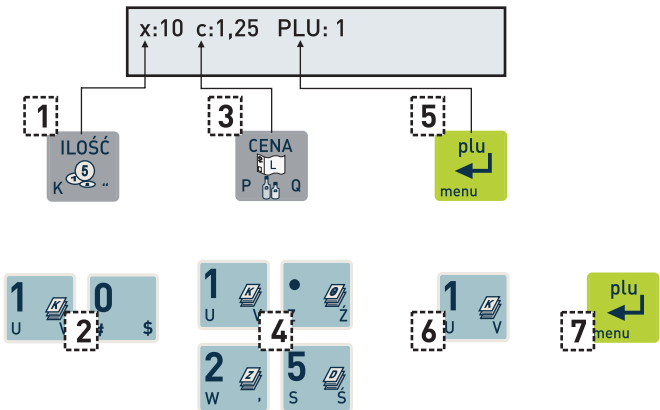 x:10 c:1,25 PLU: 1
1
3
5
ILOŚĆ
5
K "
CENA
L
P Q
plu
menu
1
K
U V
0
$
2
1
K
U V
•
Ź
2
Z
W ,
5
D
S Ś
4
1
K
U V
6
plu
menu
7